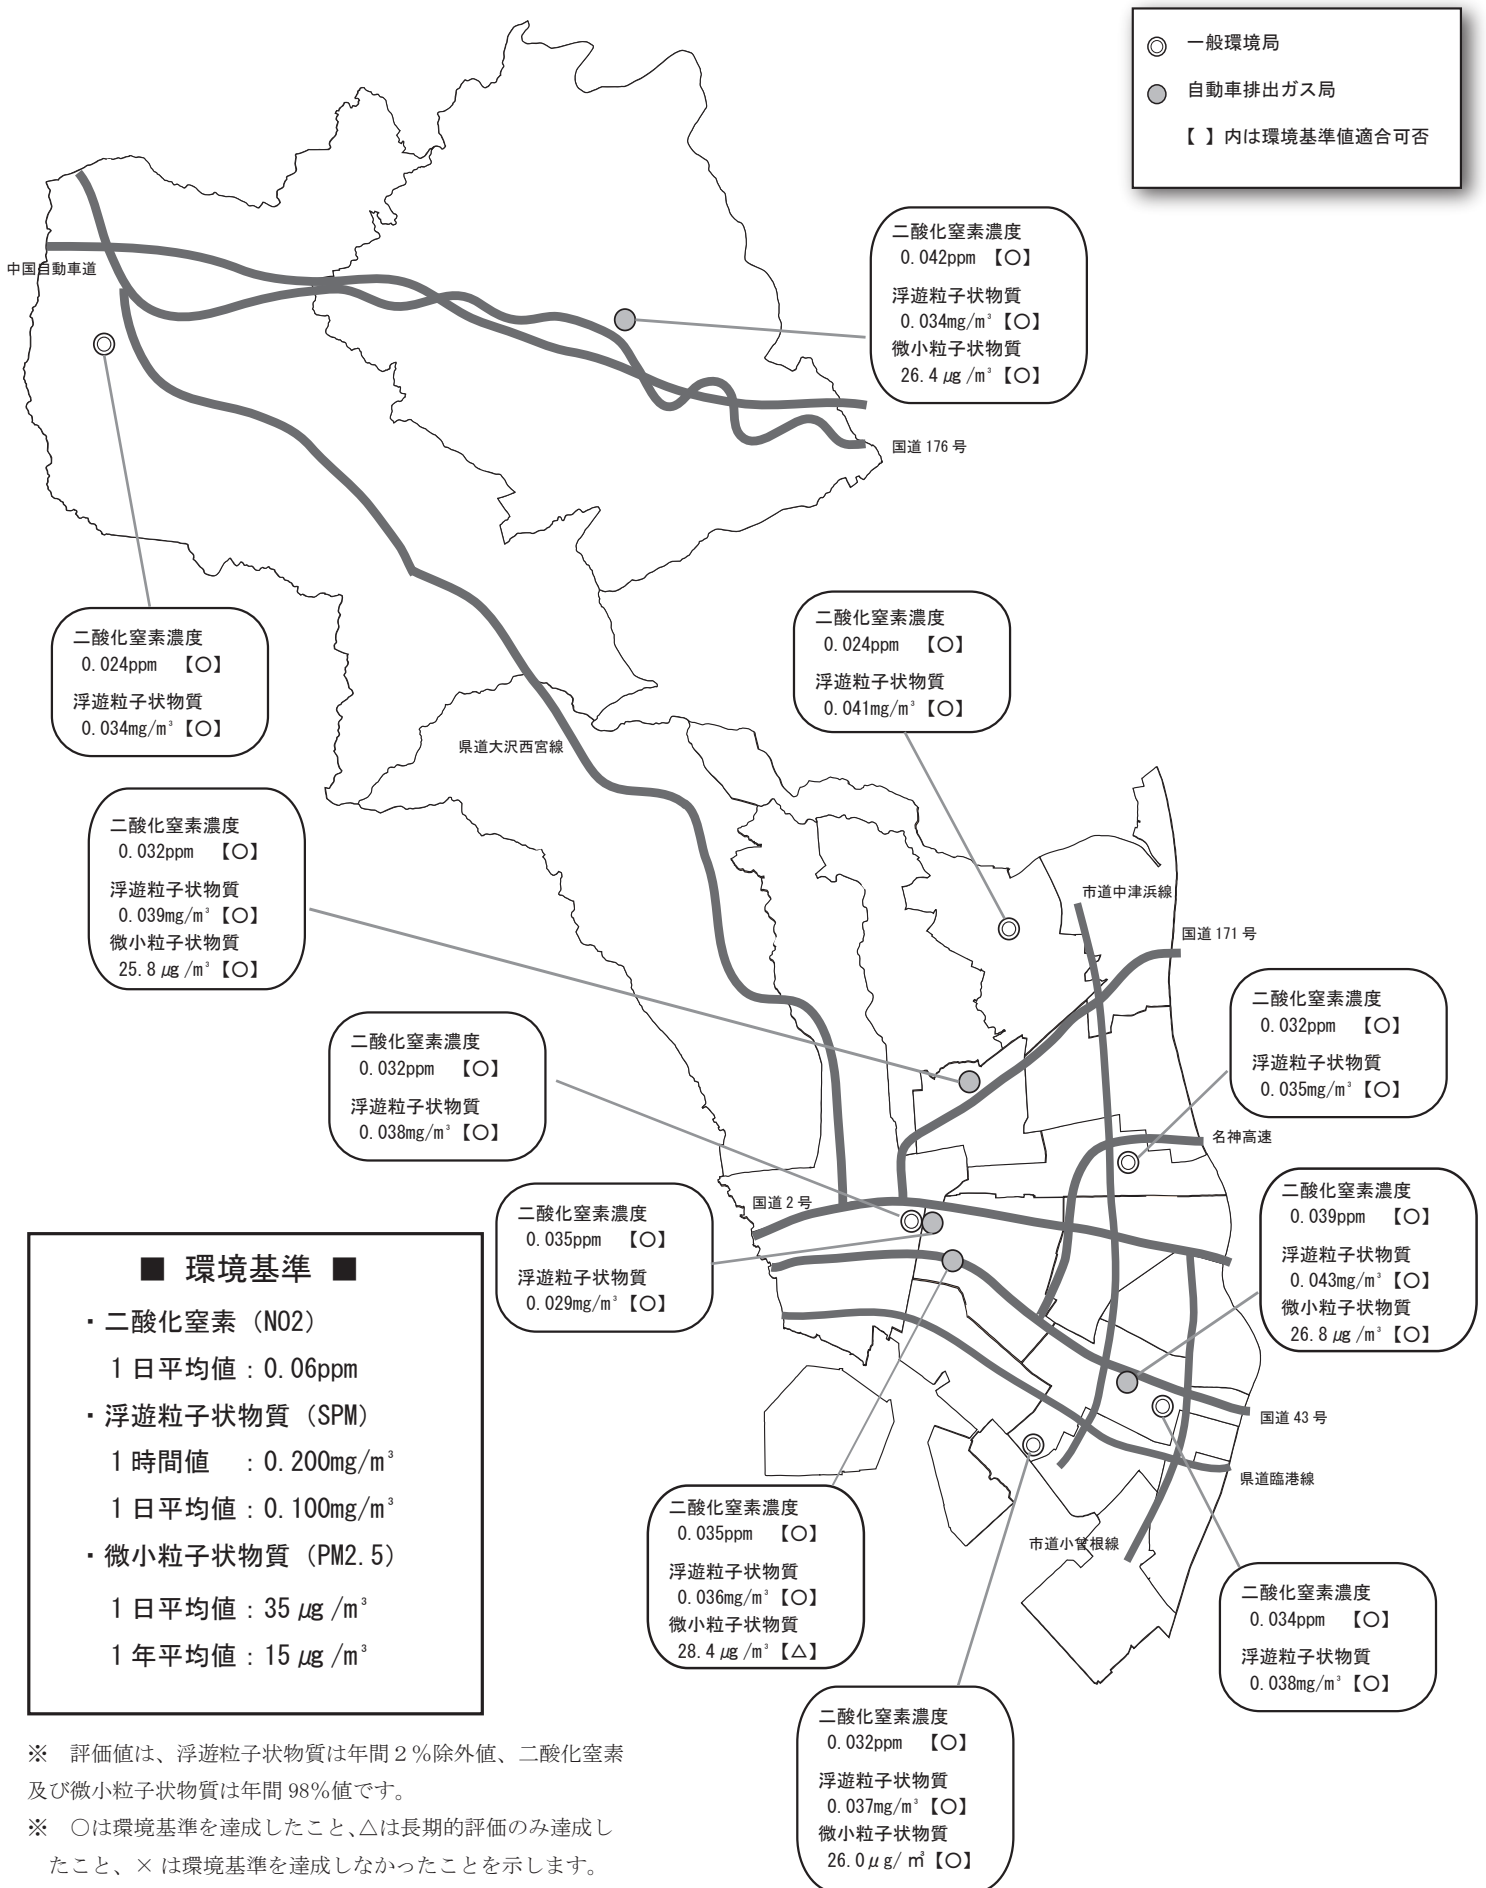 一般環境局
自動車排出ガス局
【 】内は環境基準値適合可否
二酸化窒素濃度
0.042ppm 【○】
浮遊粒子状物質
0.034mg/m³【○】
微小粒子状物質
26.4㎍/m³【○】
中国自動車道
国道176号
二酸化窒素濃度
0.024ppm 【○】
浮遊粒子状物質
0.034mg/m³【○】
二酸化窒素濃度
0.024ppm 【○】
浮遊粒子状物質
0.041mg/m³【○】
県道大沢西宮線
二酸化窒素濃度
0.032ppm 【○】
浮遊粒子状物質
0.039mg/m³【○】
微小粒子状物質
25.8㎍/m³【○】
市道中津浜線
国道171号
二酸化窒素濃度
0.032ppm 【○】
浮遊粒子状物質
0.035mg/m³【○】
二酸化窒素濃度
0.032ppm 【○】
浮遊粒子状物質
0.038mg/m³【○】
名神高速
国道2号
二酸化窒素濃度
0.035ppm 【○】
浮遊粒子状物質
0.029mg/m³【○】
二酸化窒素濃度
0.039ppm 【○】
浮遊粒子状物質
0.043mg/m³【○】
微小粒子状物質
26.8㎍/m³【○】
国道43号
県道臨港線
市道小曽根線
二酸化窒素濃度
0.035ppm 【○】
浮遊粒子状物質
0.036mg/m³【○】
微小粒子状物質
28.4㎍/m³【△】
二酸化窒素濃度
0.034ppm 【○】
浮遊粒子状物質
0.038mg/m³【○】
二酸化窒素濃度
0.032ppm 【○】
浮遊粒子状物質
0.037mg/m³【○】
微小粒子状物質
26.0μg/㎥【○】
■ 環境基準 ■
・二酸化窒素（NO2）
1日平均値：0.06ppm
・浮遊粒子状物質（SPM）
1時間値 ：0.200mg/m³
1日平均値：0.100mg/m³
・微小粒子状物質（PM2.5）
1日平均値：35㎍/m³
1年平均値：15㎍/m³
※ 評価値は、浮遊粒子状物質は年間２％除外値、二酸化窒素
及び微小粒子状物質は年間98％値です。
※ ○は環境基準を達成したこと、△は長期的評価のみ達成し
たこと、×は環境基準を達成しなかったことを示します。